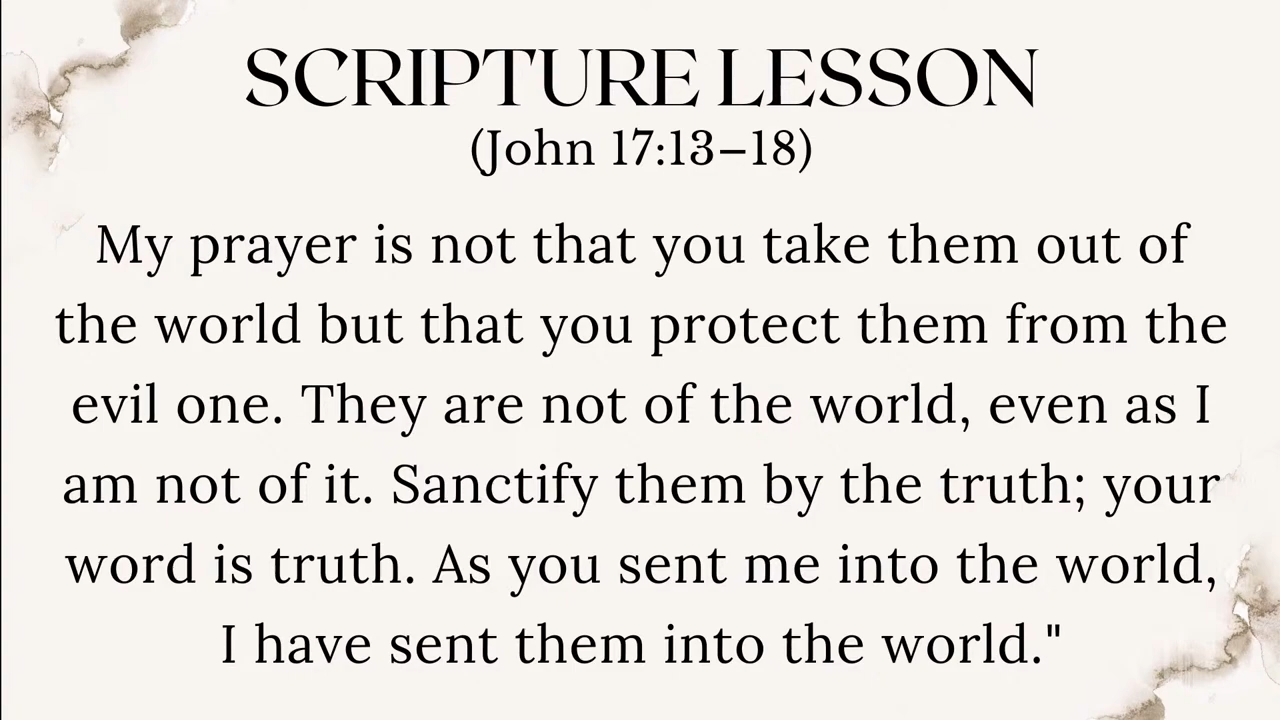 SCRIPTURE LESSON
(John 17:13–18)
My prayer is not that you take them out of
the world but that you protect them from the
evil one. They are not of the world, even as I
am not of it. Sanctify them by the truth; your
word is truth. As you sent me into the world,
I have sent them into the world."